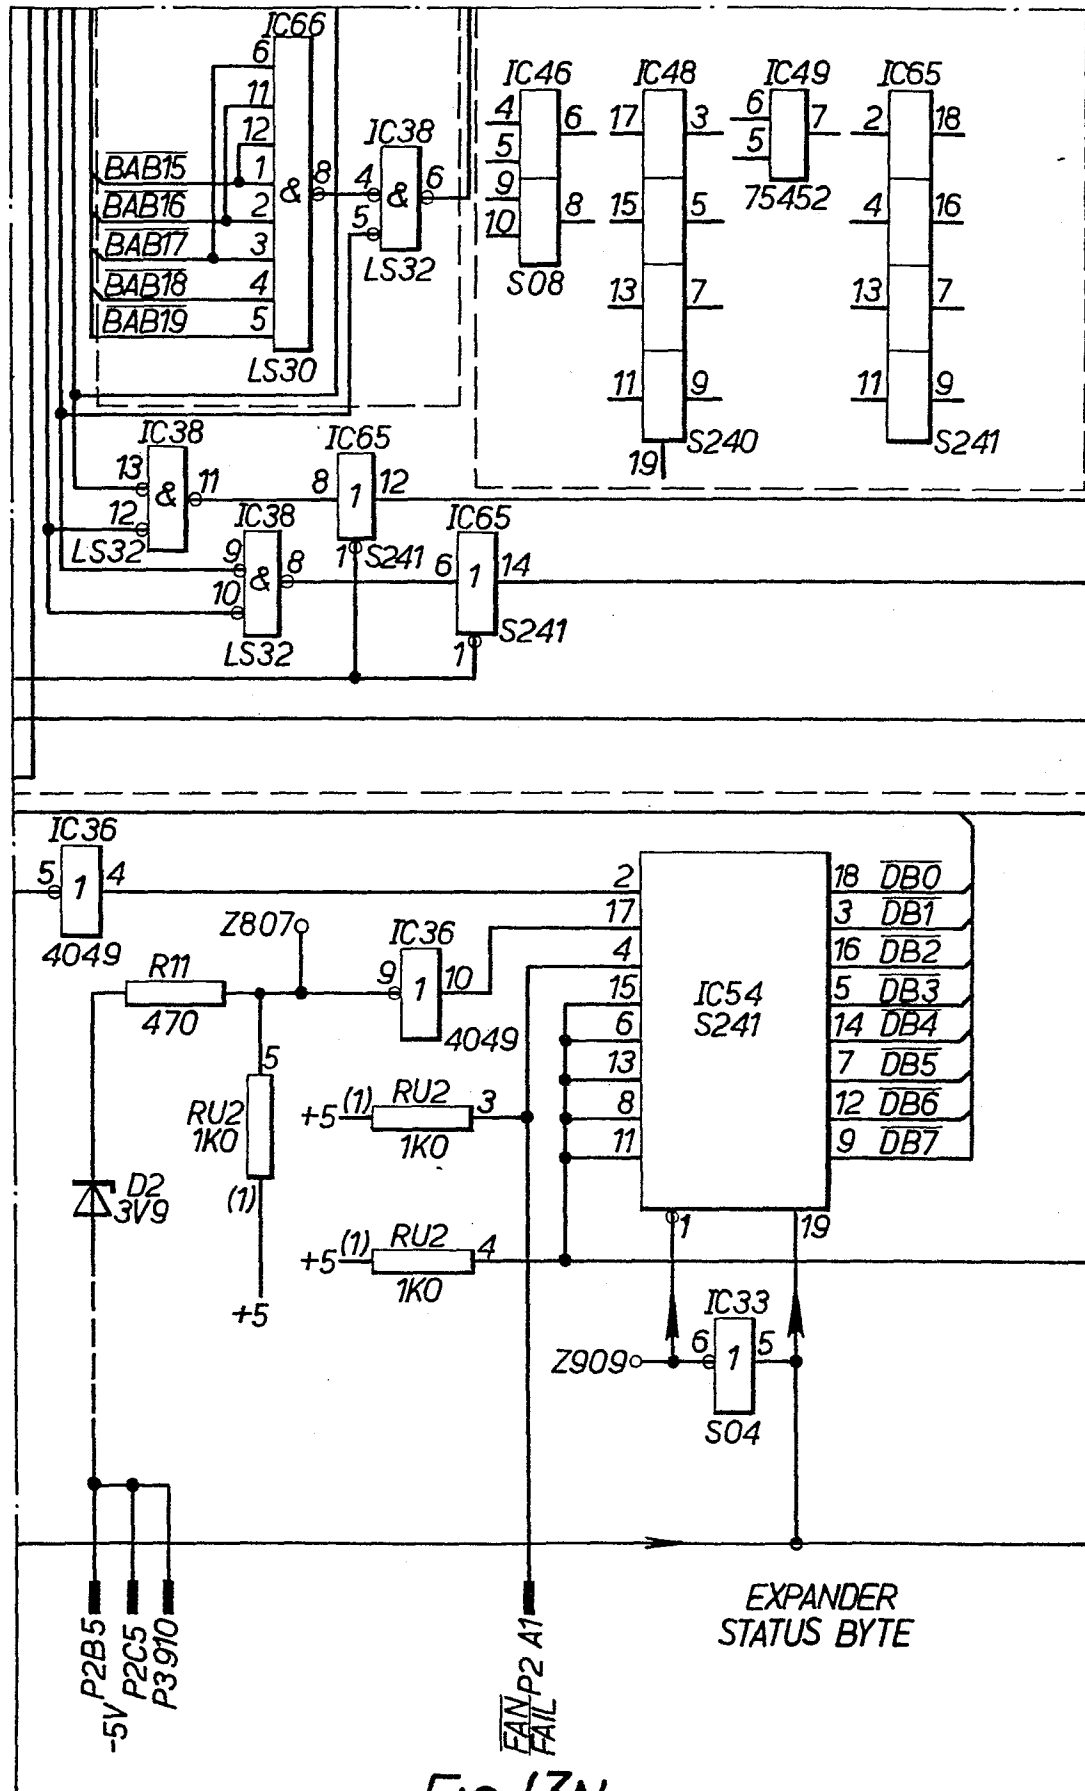 IC66
6
11
12
1
2
3
4
5
BAB15
BAB16
BAB17
BAB18
BAB19
&
8
LS30
IC38
4
5
&
6
LS32
IC46
4
5
9
10
6
8
S08
IC48
17
15
13
11
3
5
7
9
19
S240
IC49
6
5
7
75452
IC65
2
4
13
11
18
16
7
9
S241
IC38
13
12
&
11
LS32
IC65
8
1
12
1
S241
IC38
9
10
&
8
LS32
IC65
6
1
14
1
S241
IC36
5
1
4
4049
Z807
R11
470
IC36
9
1
10
4049
5
RU2
1K0
(1)
+5
+5
(1)
RU2
3
1K0
+5
(1)
RU2
4
1K0
D2
3V9
2
17
4
15
6
13
8
11
IC54
S241
18 DB0
3 DB1
16 DB2
5 DB3
14 DB4
7 DB5
12 DB6
9 DB7
1
19
IC33
Z909
6
1
5
S04
EXPANDER
STATUS BYTE
-5V
P2B5
P2C5
P3 910
FAN
FAIL
P2 A1